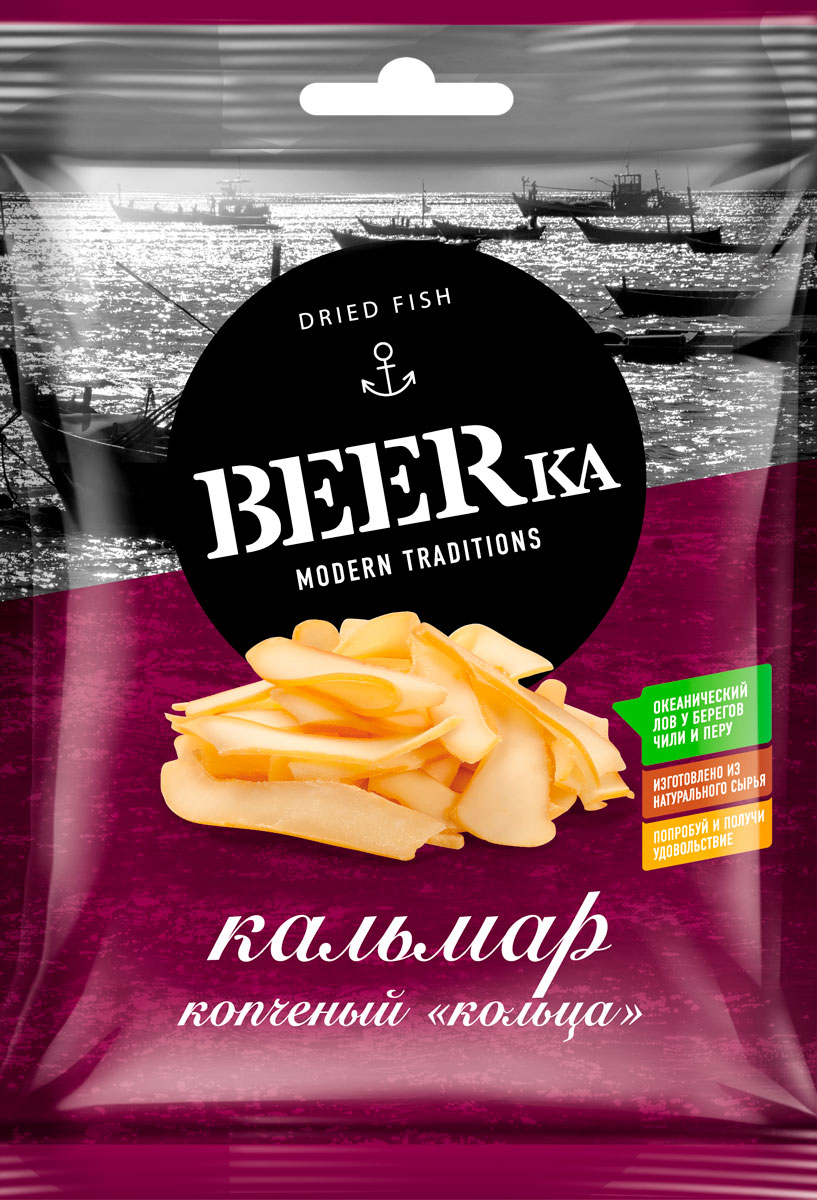 DRIED FISH
BEERKA
MODERN TRADITIONS
ОКЕАНИЧЕСКИЙ
ЛОВ У БЕРЕГОВ
ЧИЛИ И ПЕРУ
ИЗГОТОВЛЕНО ИЗ
НАТУРАЛЬНОГО СЫРЬЯ
ПОПРОБУЙ И ПОЛУЧИ
УДОВОЛЬСТВИЕ
кальмар
копченый «кольца»